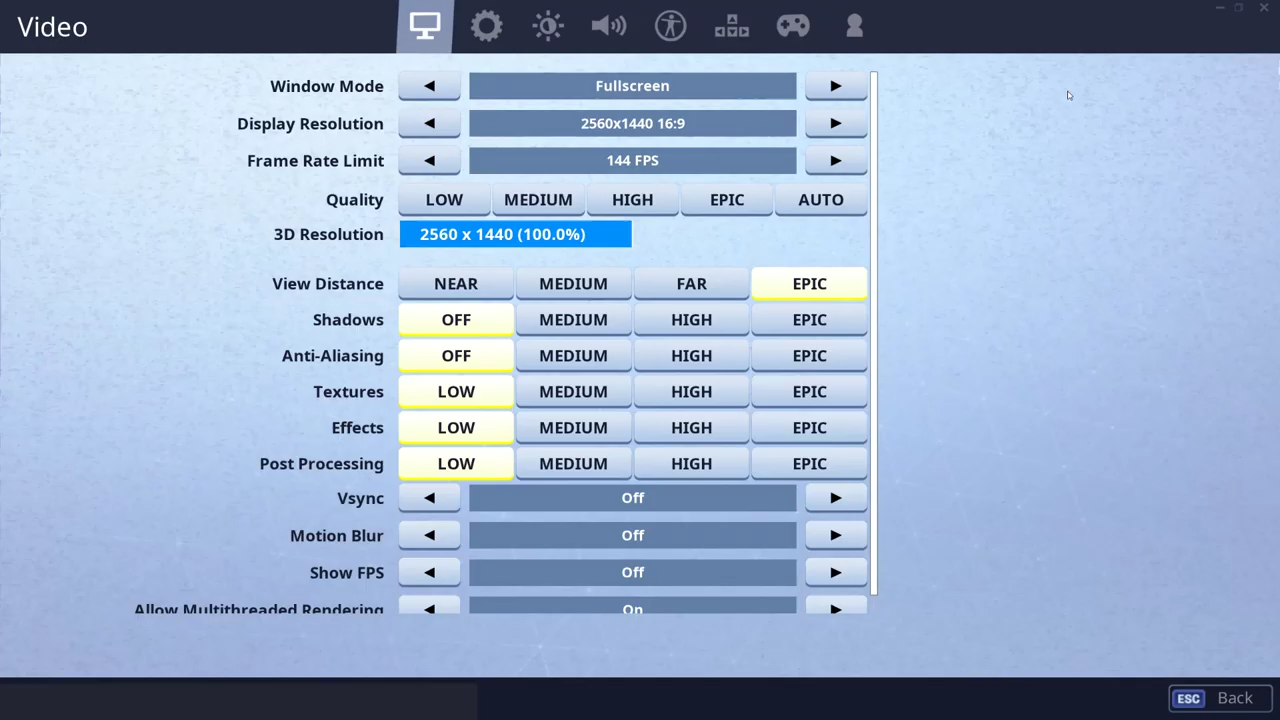 Video
Window Mode Fullscreen
Display Resolution 2560x1440 16:9
Frame Rate Limit 144 FPS
Quality LOW MEDIUM HIGH EPIC AUTO
3D Resolution 2560 x 1440 (100.0%)
View Distance NEAR MEDIUM FAR EPIC
Shadows OFF MEDIUM HIGH EPIC
Anti-Aliasing OFF MEDIUM HIGH EPIC
Textures LOW MEDIUM HIGH EPIC
Effects LOW MEDIUM HIGH EPIC
Post Processing LOW MEDIUM HIGH EPIC
Vsync Off
Motion Blur Off
Show FPS Off
Allow Multithreaded Rendering On
ESC Back